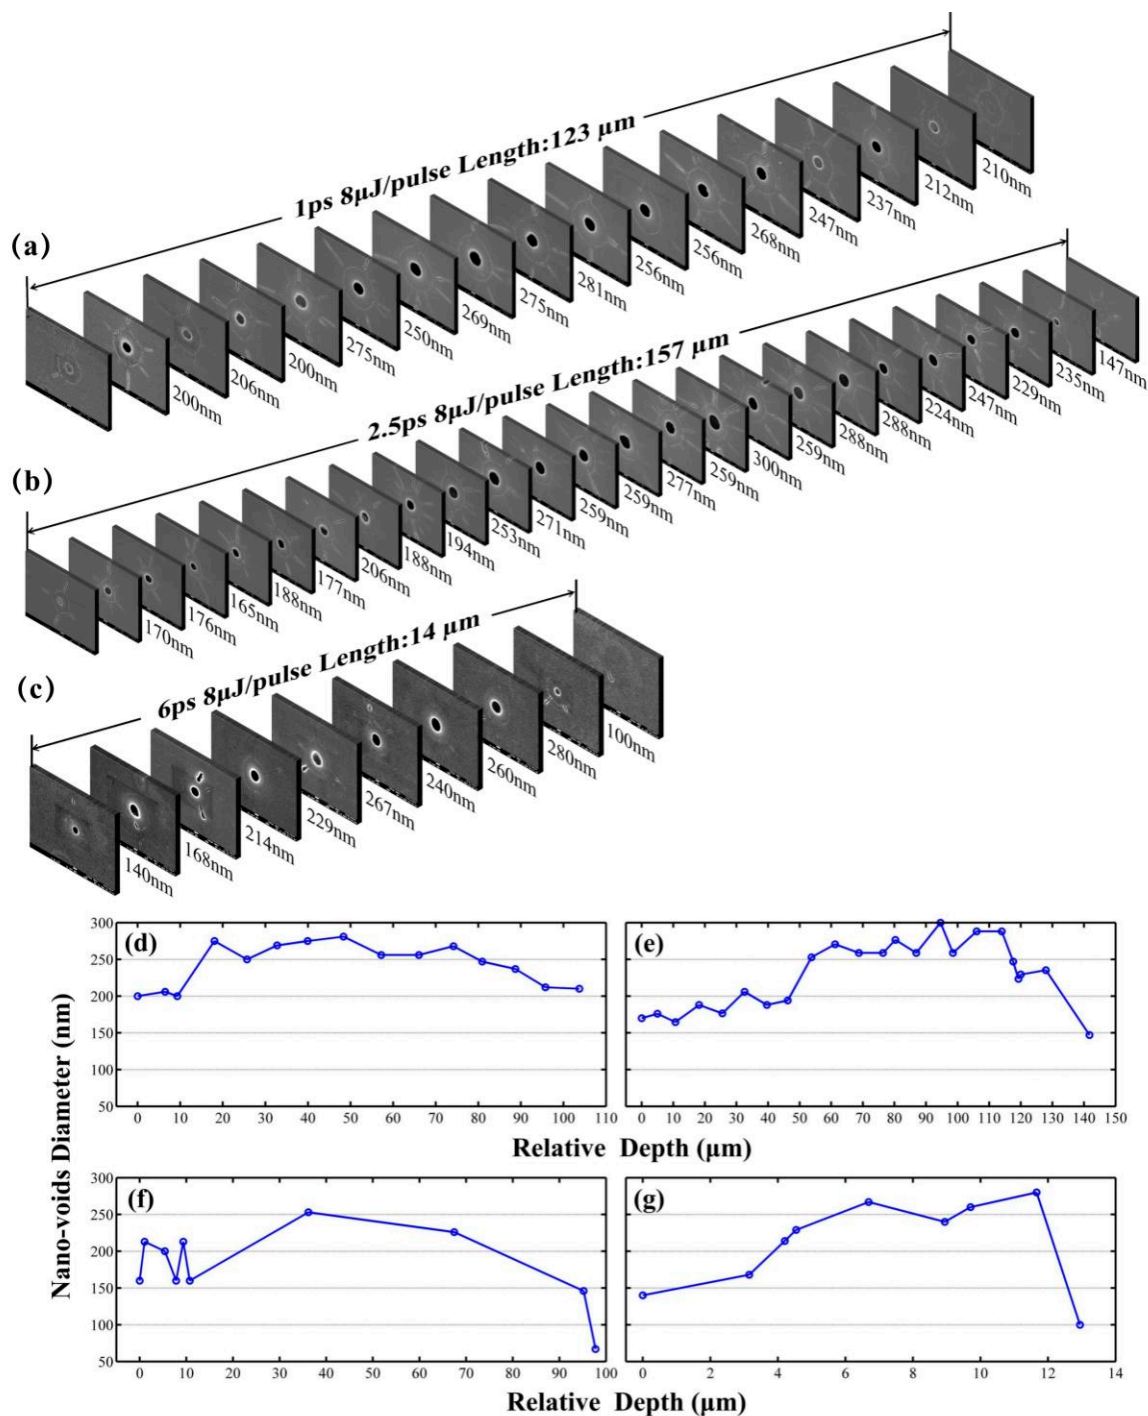 1ps 8μJ/pulse Length:123 μm
(a)
200nm
206nm
200nm
275nm
250nm
269nm
275nm
281nm
256nm
256nm
268nm
247nm
237nm
212nm
210nm
2.5ps 8μJ/pulse Length:157 μm
(b)
170nm
176nm
165nm
188nm
177nm
206nm
188nm
194nm
253nm
271nm
259nm
259nm
277nm
259nm
300nm
259nm
288nm
288nm
224nm
247nm
229nm
235nm
147nm
6ps 8μJ/pulse Length:14 μm
(c)
140nm
168nm
214nm
229nm
267nm
240nm
260nm
280nm
100nm
Nano-voids Diameter (nm)
300
250
200
150
100
50
(d)
0 10 20 30 40 50 60 70 80 90 100 110
(e)
0 10 20 30 40 50 60 70 80 90 100 110 120 130 140 150
Relative Depth (μm)
300
250
200
150
100
50
(f)
0 10 20 30 40 50 60 70 80 90 100
(g)
0 2 4 6 8 10 12 14
Relative Depth (μm)